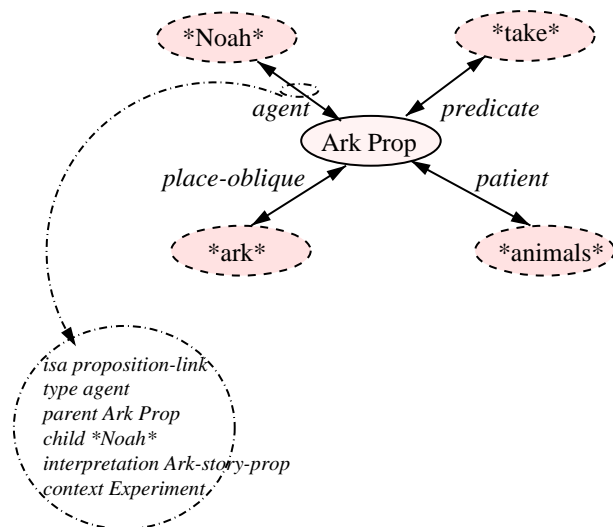 *Noah*
*take*
agent
predicate
Ark Prop
place-oblique
patient
*ark*
*animals*
isa proposition-link
type agent
parent Ark Prop
child *Noah*
interpretation Ark-story-prop
context Experiment